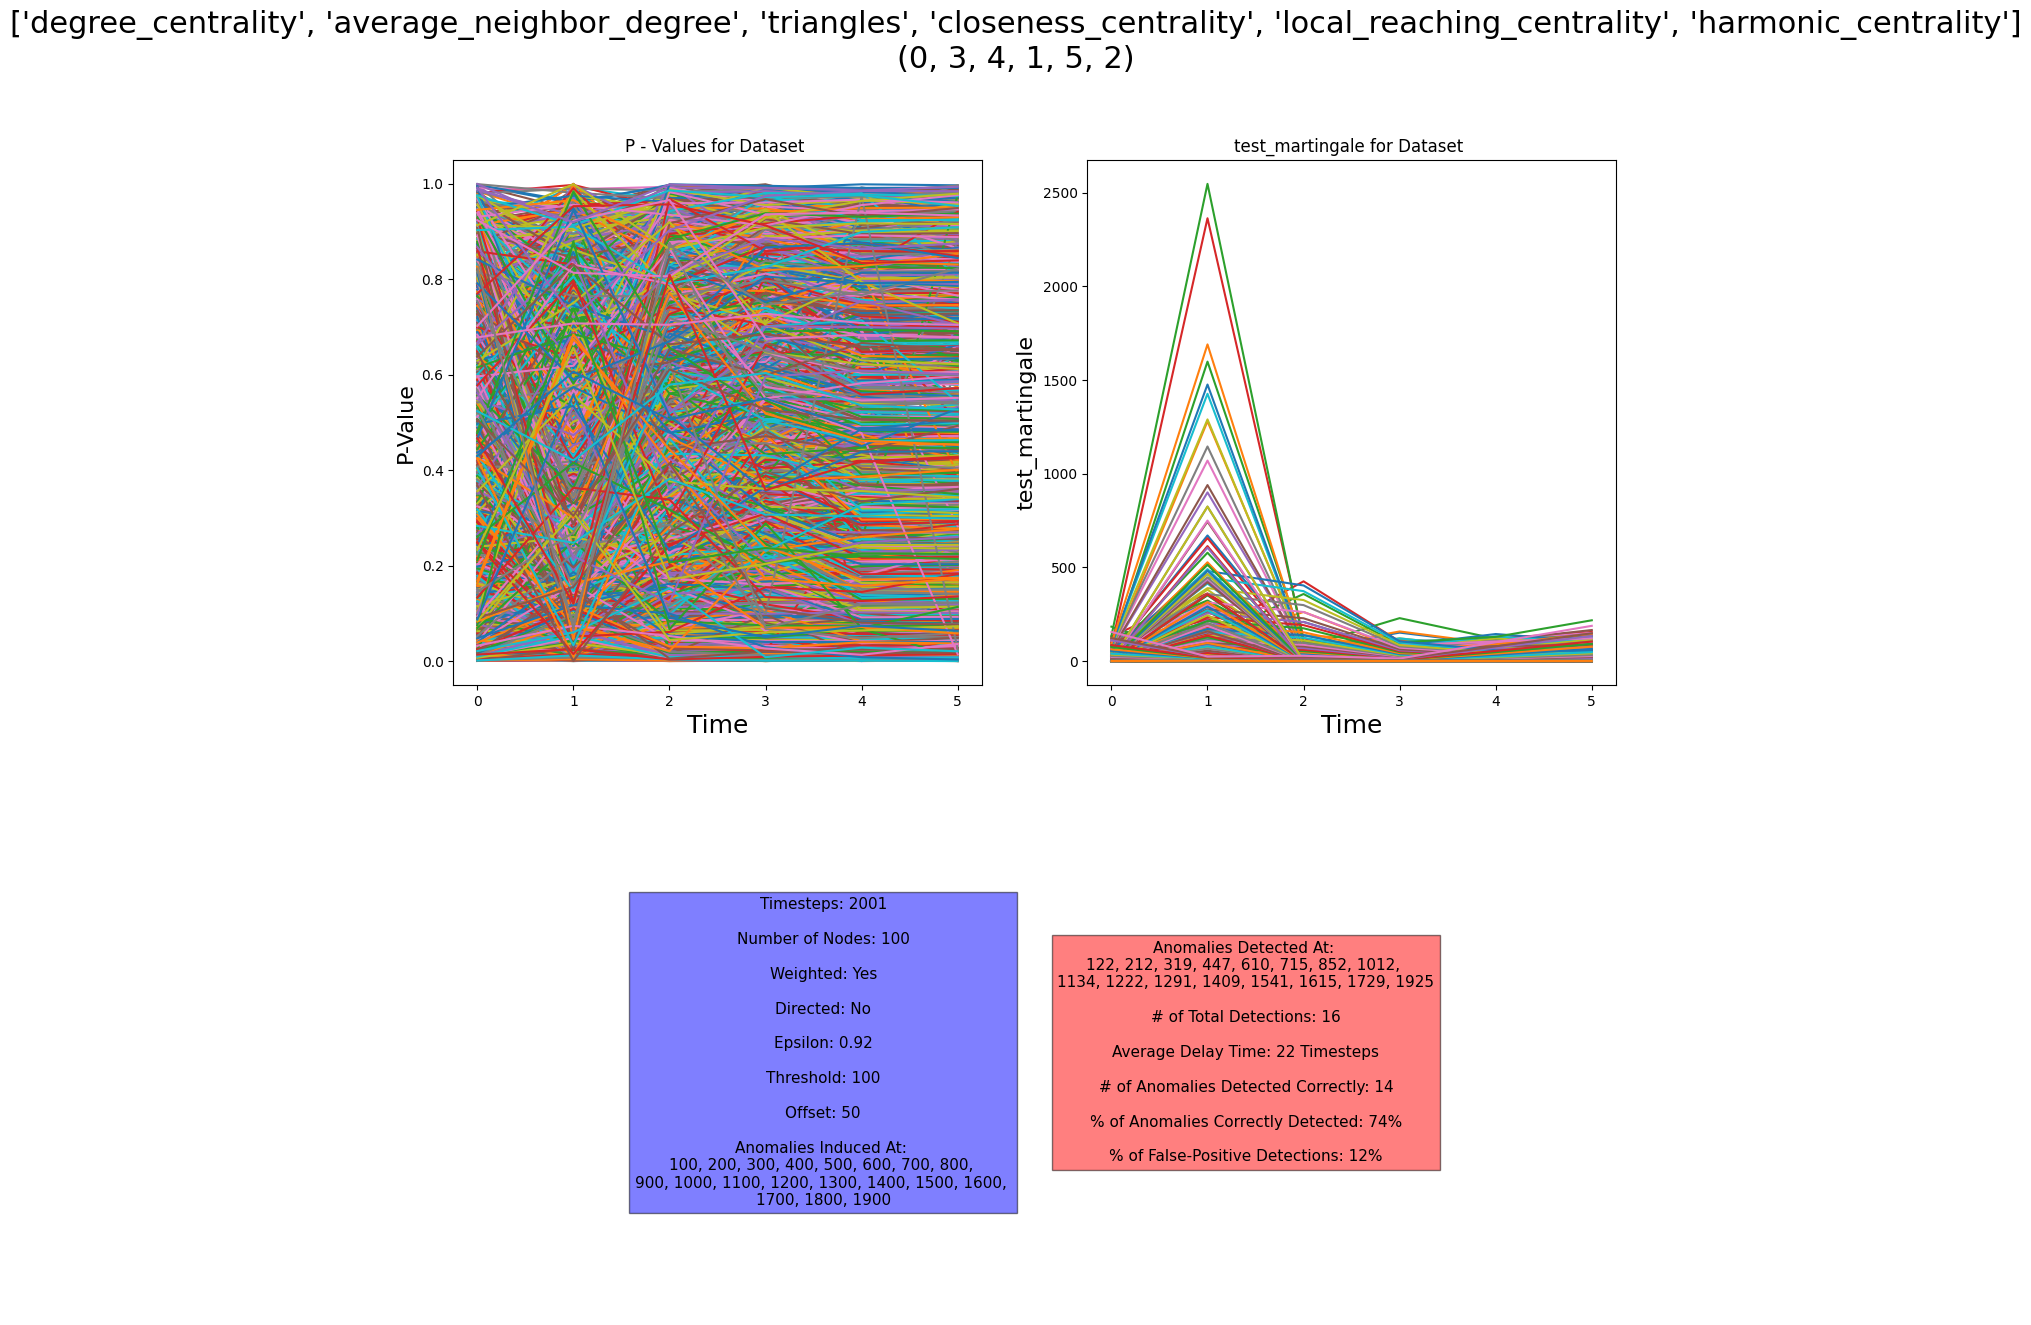 ['degree_centrality', 'average_neighbor_degree', 'triangles', 'closeness_centrality', 'local_reaching_centrality', 'harmonic_centrality']
(0, 3, 4, 1, 5, 2)
P - Values for Dataset
P-Value
1.0
0.8
0.6
0.4
0.2
0.0
0 1 2 3 4 5
Time
test_martingale for Dataset
test_martingale
2500
2000
1500
1000
500
0
0 1 2 3 4 5
Time
Timesteps: 2001
Number of Nodes: 100
Weighted: Yes
Directed: No
Epsilon: 0.92
Threshold: 100
Offset: 50
Anomalies Induced At:
100, 200, 300, 400, 500, 600, 700, 800,
900, 1000, 1100, 1200, 1300, 1400, 1500, 1600,
1700, 1800, 1900
Anomalies Detected At:
122, 212, 319, 447, 610, 715, 852, 1012,
1134, 1222, 1291, 1409, 1541, 1615, 1729, 1925
# of Total Detections: 16
Average Delay Time: 22 Timesteps
# of Anomalies Detected Correctly: 14
% of Anomalies Correctly Detected: 74%
% of False-Positive Detections: 12%